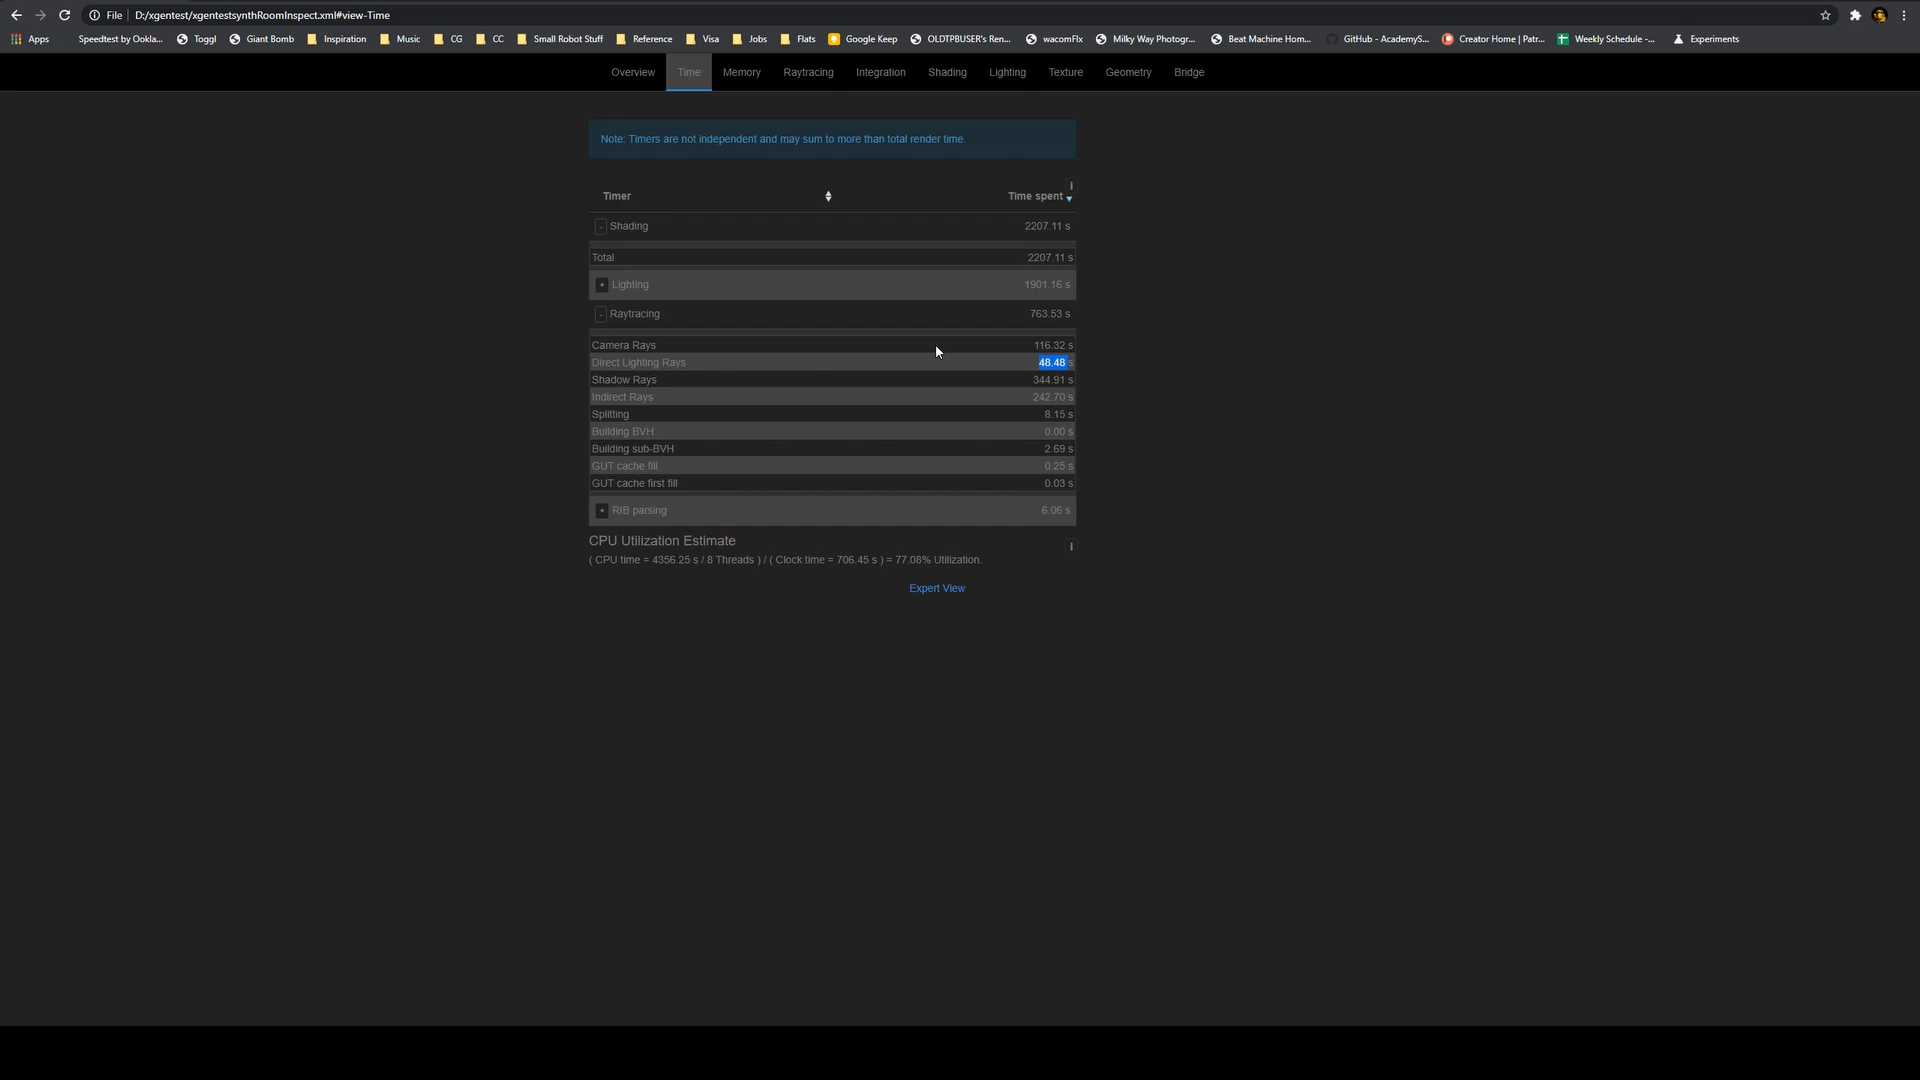 File D:/xgentest/xgentestsynthRoomInspect.xml#view-Time
Apps Speedtest by Ookla... Toggl Giant Bomb Inspiration Music CG CC Small Robot Stuff Reference Visa Jobs Flats Google Keep OLDTPBUSER's Ren... wacomFIx Milky Way Photogr... Beat Machine Hom... GitHub - AcademyS... Creator Home | Patr... Weekly Schedule -... Experiments
Overview Time Memory Raytracing Integration Shading Lighting Texture Geometry Bridge
Note: Timers are not independent and may sum to more than total render time.
Timer Time spent i
- Shading 2207.11 s
Total 2207.11 s
+ Lighting 1901.16 s
- Raytracing 763.53 s
Camera Rays 116.32 s
Direct Lighting Rays 48.48 s
Shadow Rays 344.91 s
Indirect Rays 242.70 s
Splitting 8.15 s
Building BVH 0.00 s
Building sub-BVH 2.69 s
GUT cache fill 0.25 s
GUT cache first fill 0.03 s
+ RIB parsing 6.06 s
CPU Utilization Estimate i
( CPU time = 4356.25 s / 8 Threads ) / ( Clock time = 706.45 s ) = 77.08% Utilization.
Expert View